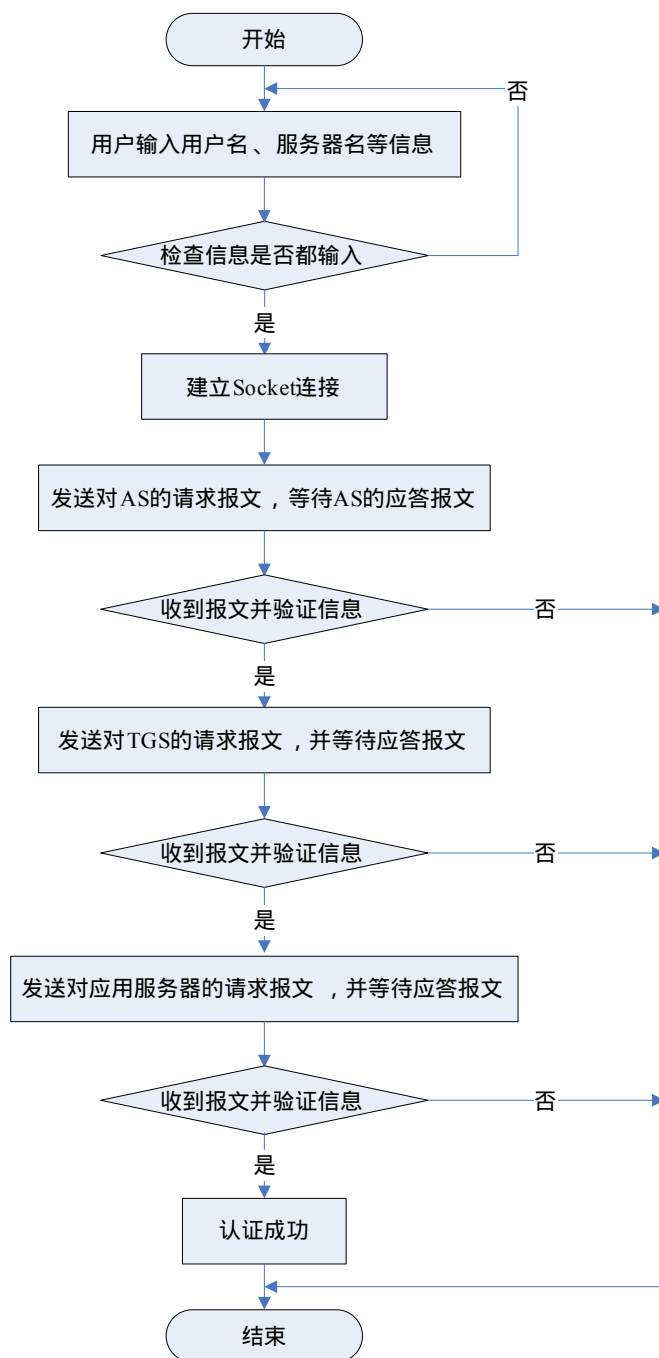 开始
否
用户输入用户名、服务器名等信息
检查信息是否都输入
是
建立Socket连接
发送对AS的请求报文，等待AS的应答报文
收到报文并验证信息
否
是
发送对TGS的请求报文，并等待应答报文
收到报文并验证信息
否
是
发送对应用服务器的请求报文，并等待应答报文
收到报文并验证信息
否
是
认证成功
结束